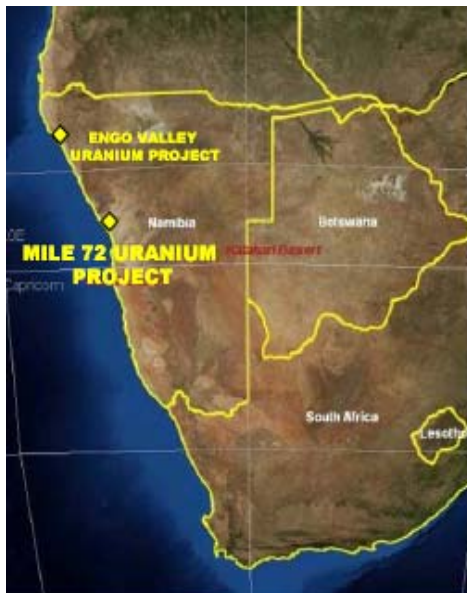 ENGO VALLEY
URANIUM PROJECT
Namibia
Botswana
MILE 72 URANIUM
PROJECT
Kalahari Desert
Capricorn
South Africa
Lesotho